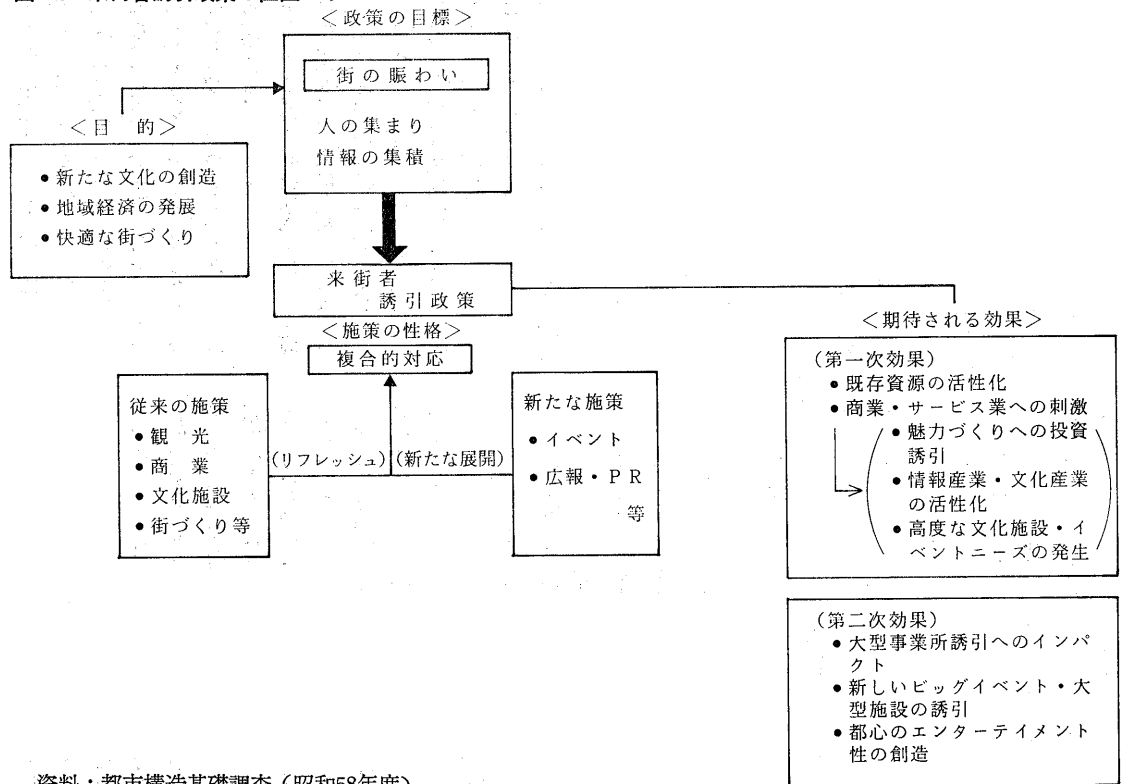 ＜政策の目標＞
街の賑わい
人の集まり
情報の集積
＜目　的＞
●新たな文化の創造
●地域経済の発展
●快適な街づくり
来街者
誘引政策
＜施策の性格＞
複合的対応
従来の施策
●観　光
●商　業
●文化施設
●街づくり等
（リフレッシュ）（新たな展開）
新たな施策
●イベント
●広報・ＰＲ
等
＜期待される効果＞
（第一次効果）
●既存資源の活性化
●商業・サービス業への刺激
●魅力づくりへの投資
誘引
●情報産業・文化産業
の活性化
●高度な文化施設・イ
ベントニーズの発生
（第二次効果）
●大型事業所誘引へのインパ
クト
●新しいビッグイベント・大
型施設の誘引
●都心のエンターテイメント
性の創造
資料：都市構造基礎調査（昭和58年度）